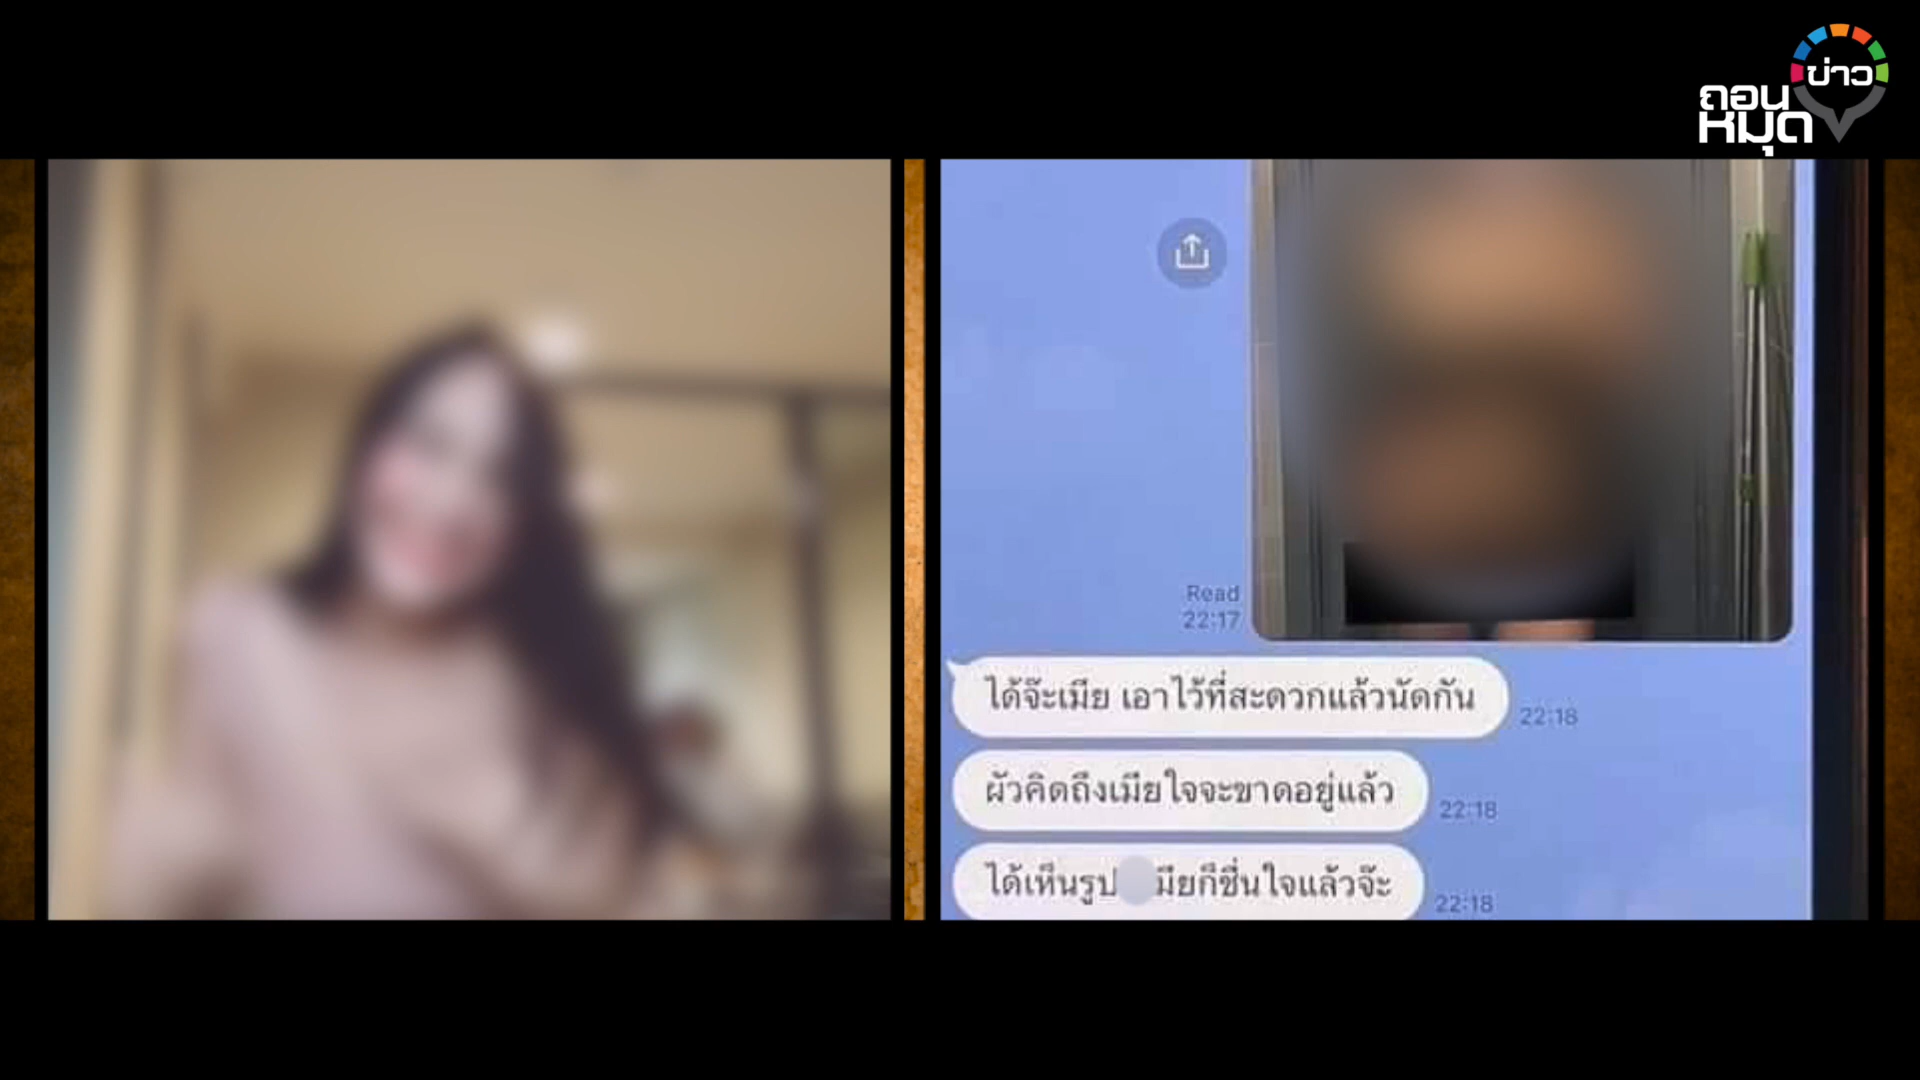 ข่าว
ถอน
หมุด
Read
22:17
ได้จ๊ะเมีย เอาไว้ที่สะดวกแล้วนัดกัน
22:18
ผัวคิดถึงเมียใจจะขาดอยู่แล้ว
22:18
ได้เห็นรูป มียก็ชื่นใจแล้วจ๊ะ
22:18